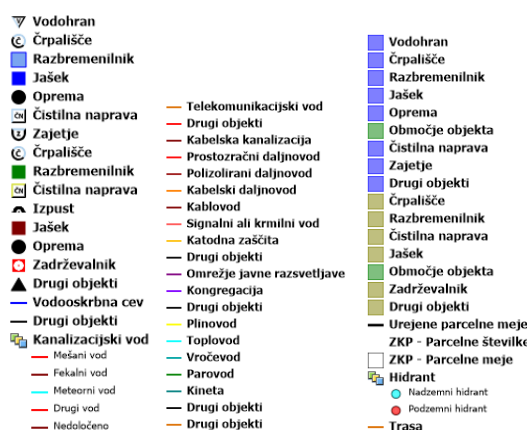 Vodohran
Črpališče
Razbremenilnik
Jašek
Oprema
Čistilna naprava
Zajetje
Črpališče
Razbremenilnik
Čistilna naprava
Izpust
Jašek
Oprema
Zadrževalnik
Drugi objekti
Vodooskrbna cev
Drugi objekti
Kanalizacijski vod
Mešani vod
Fekalni vod
Meteorni vod
Drugi vod
Nedoločeno
Telekomunikacijski vod
Drugi objekti
Kabelska kanalizacija
Prostozračni daljnovod
Polizolirani daljnovod
Kabelski daljnovod
Kablovod
Signalni ali krmilni vod
Katodna zaščita
Drugi objekti
Omrežje javne razsvetljave
Kongregacija
Drugi objekti
Plinovod
Toplovod
Vročevod
Parovod
Kineta
Drugi objekti
Drugi objekti
Vodohran
Črpališče
Razbremenilnik
Jašek
Oprema
Območje objekta
Čistilna naprava
Zajetje
Drugi objekti
Črpališče
Razbremenilnik
Čistilna naprava
Jašek
Območje objekta
Zadrževalnik
Drugi objekti
Urejene parcelne meje
ZKP - Parcelne številke
ZKP - Parcelne meje
Hidrant
Nadzemni hidrant
Podzemni hidrant
Trasa